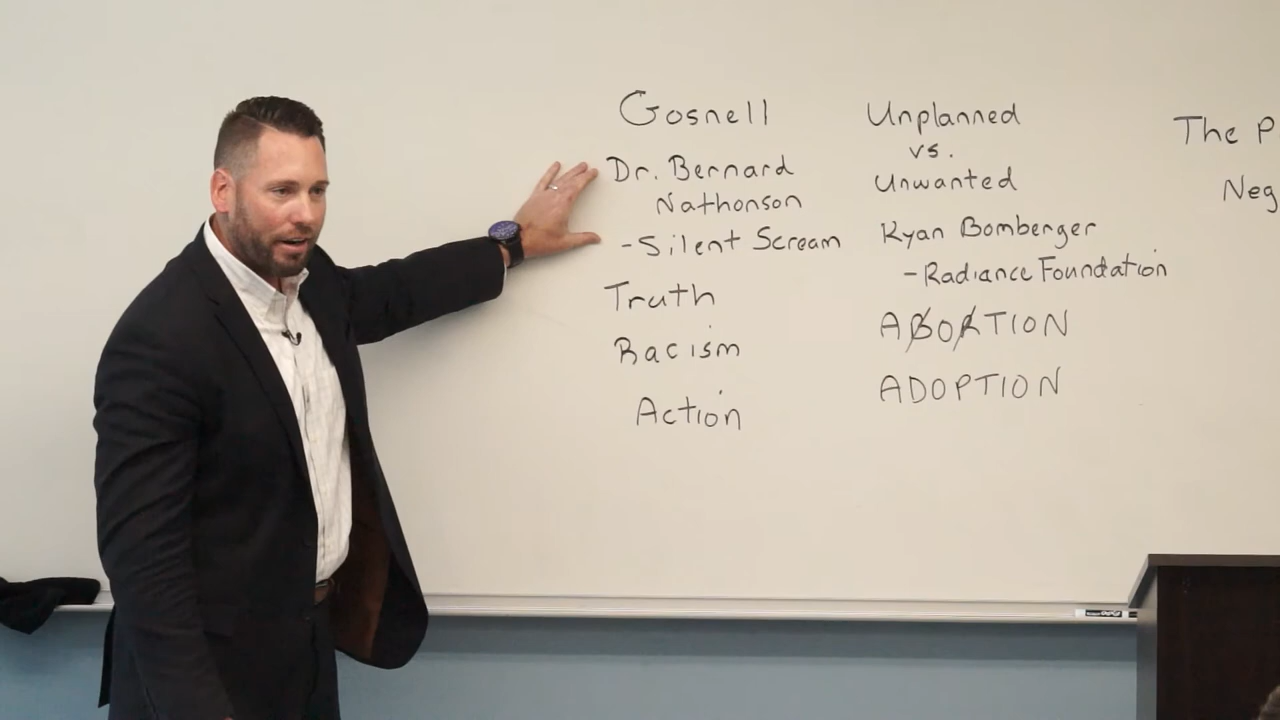 Gosnell
Dr. Bernard
Nathonson
- Silent Scream
Truth
Racism
Action
Unplanned
vs.
Unwanted
Ryan Bomberger
- Radiance Foundation
ABORTION
ADOPTION
The P
Neg